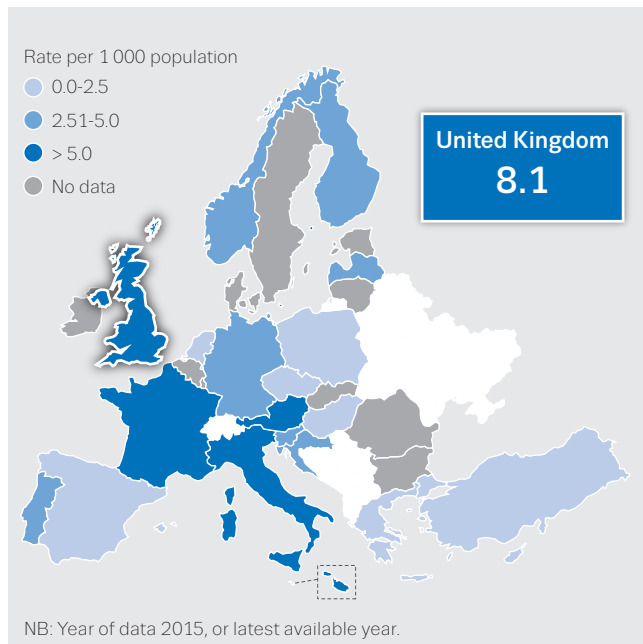 Rate per 1 000 population
0.0-2.5
2.51-5.0
> 5.0
No data
United Kingdom
8.1
NB: Year of data 2015, or latest available year.